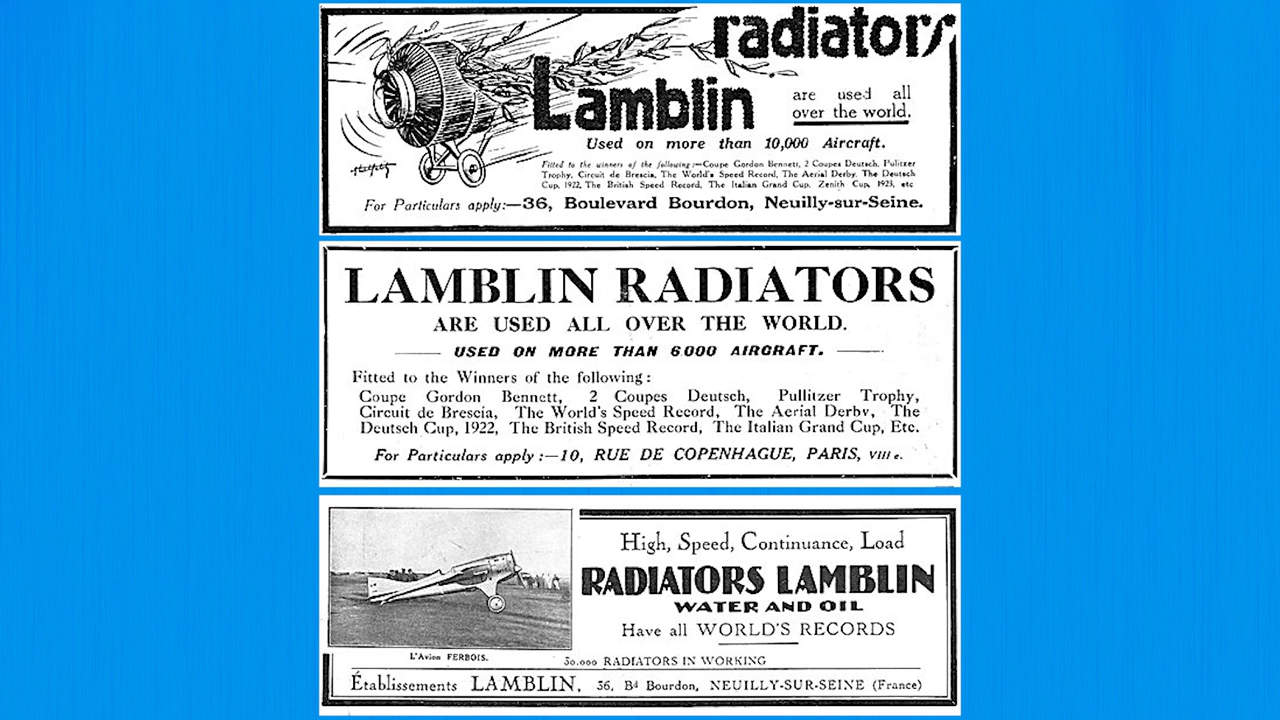 radiators
Lamblin
are used all
over the world.
Used on more than 10,000 Aircraft.
Fitted to the winners of the following:—Coupe Gordon Bennett, 2 Coupes Deutsch, Pulitzer
Trophy, Circuit de Brescia, The World's Speed Record, The Aerial Derby, The Deutsch
Cup, 1922, The British Speed Record, The Italian Grand Cup, Zenith Cup, 1923, etc
For Particulars apply:—36, Boulevard Bourdon, Neuilly-sur-Seine.
LAMBLIN RADIATORS
ARE USED ALL OVER THE WORLD.
USED ON MORE THAN 6000 AIRCRAFT.
Fitted to the Winners of the following:
Coupe Gordon Bennett, 2 Coupes Deutsch, Pullitzer Trophy,
Circuit de Brescia, The World's Speed Record, The Aerial Derby, The
Deutsch Cup, 1922, The British Speed Record, The Italian Grand Cup, Etc.
For Particulars apply:—10, RUE DE COPENHAGUE, PARIS, VIIIe.
High, Speed, Continuance, Load
RADIATORS LAMBLIN
WATER AND OIL
Have all WORLD'S RECORDS
L'Avion FERBOIS.
30.000 RADIATORS IN WORKING
Établissements LAMBLIN, 36, Bd Bourdon, NEUILLY-SUR-SEINE (France)